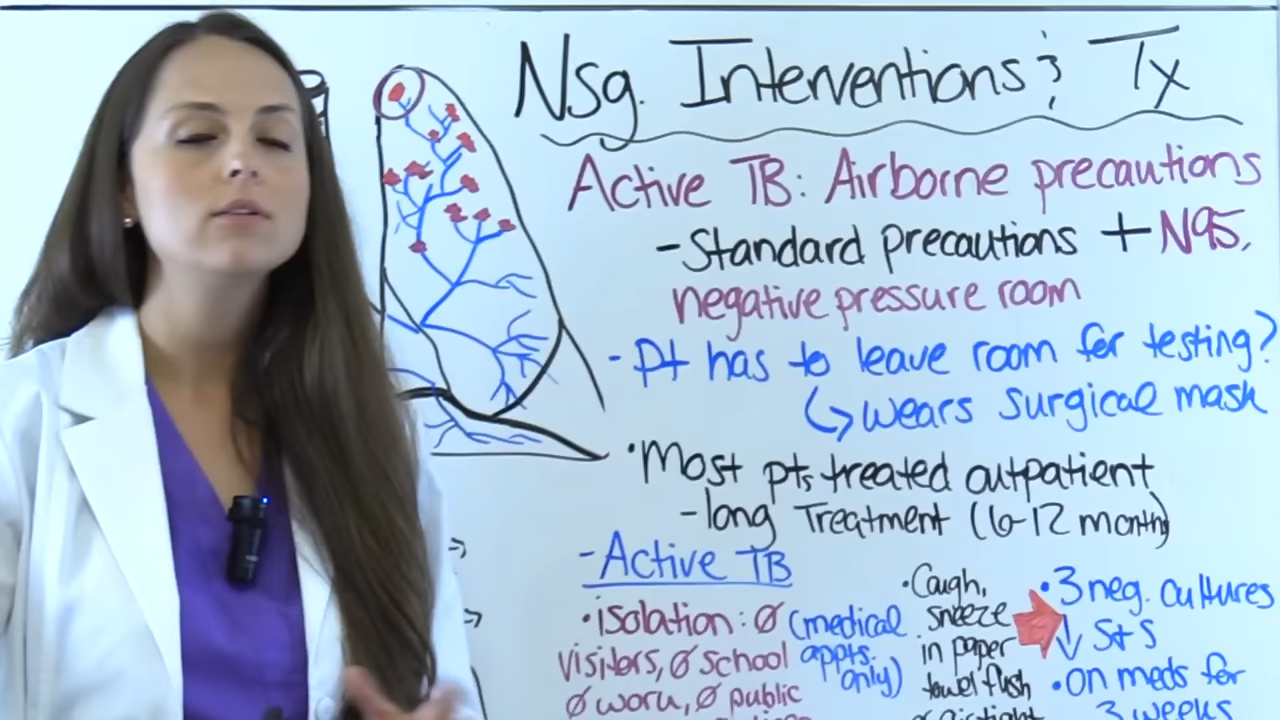 Nsg. Interventions & Tx
Active TB: Airborne precautions
- Standard precautions + N95,
negative pressure room
- Pt has to leave room for testing?
↳ wears surgical mask
• Most pts treated outpatient
- long Treatment (6-12 months)
- Active TB
• isolation: Ø
visitors, Ø school
Ø work, Ø public
(medical
appts.
only)
• Cough,
sneeze
in paper
towel flush
or airtight
• 3 neg. cultures
↓ S+S
• on meds for
3 weeks